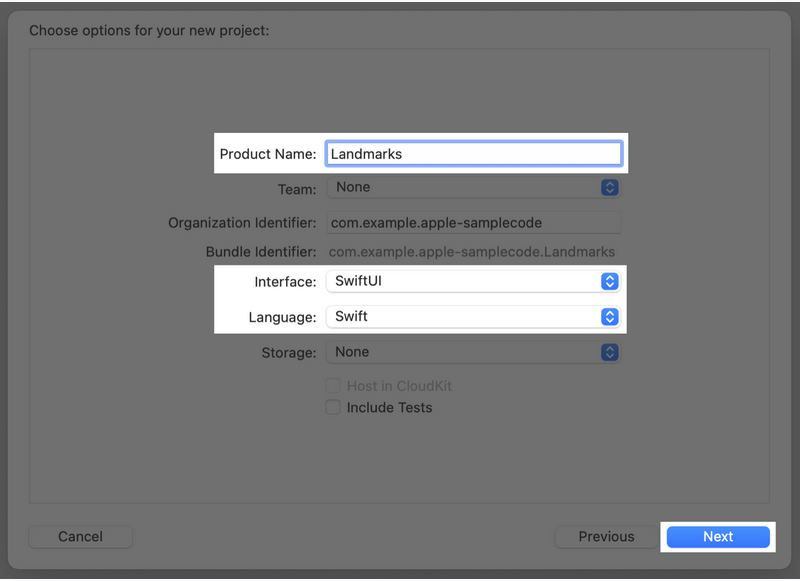 Choose options for your new project:
Product Name: Landmarks
Team: None
Organization Identifier: com.example.apple-samplecode
Bundle Identifier: com.example.apple-samplecode.Landmarks
Interface: SwiftUI
Language: Swift
Storage: None
Host in CloudKit
Include Tests
Cancel Previous Next